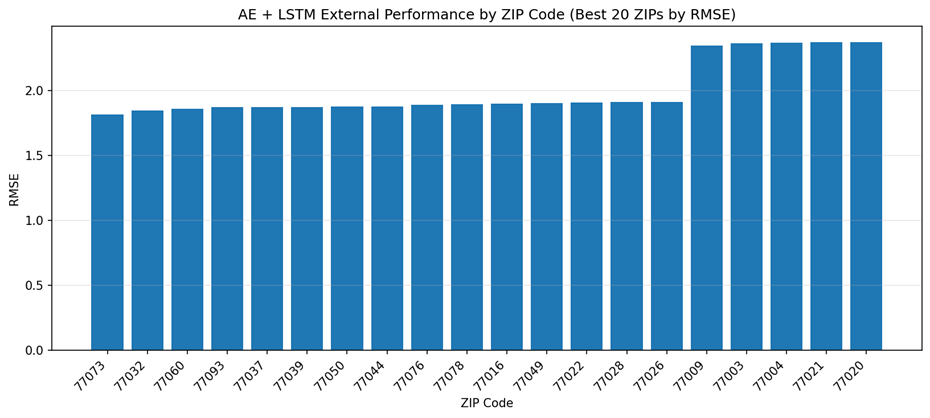 AE + LSTM External Performance by ZIP Code (Best 20 ZIPs by RMSE)
RMSE
2.0
1.5
1.0
0.5
0.0
77073 77032 77060 77093 77037 77039 77050 77044 77076 77078 77016 77049 77022 77028 77026 77009 77003 77004 77021 77020
ZIP Code